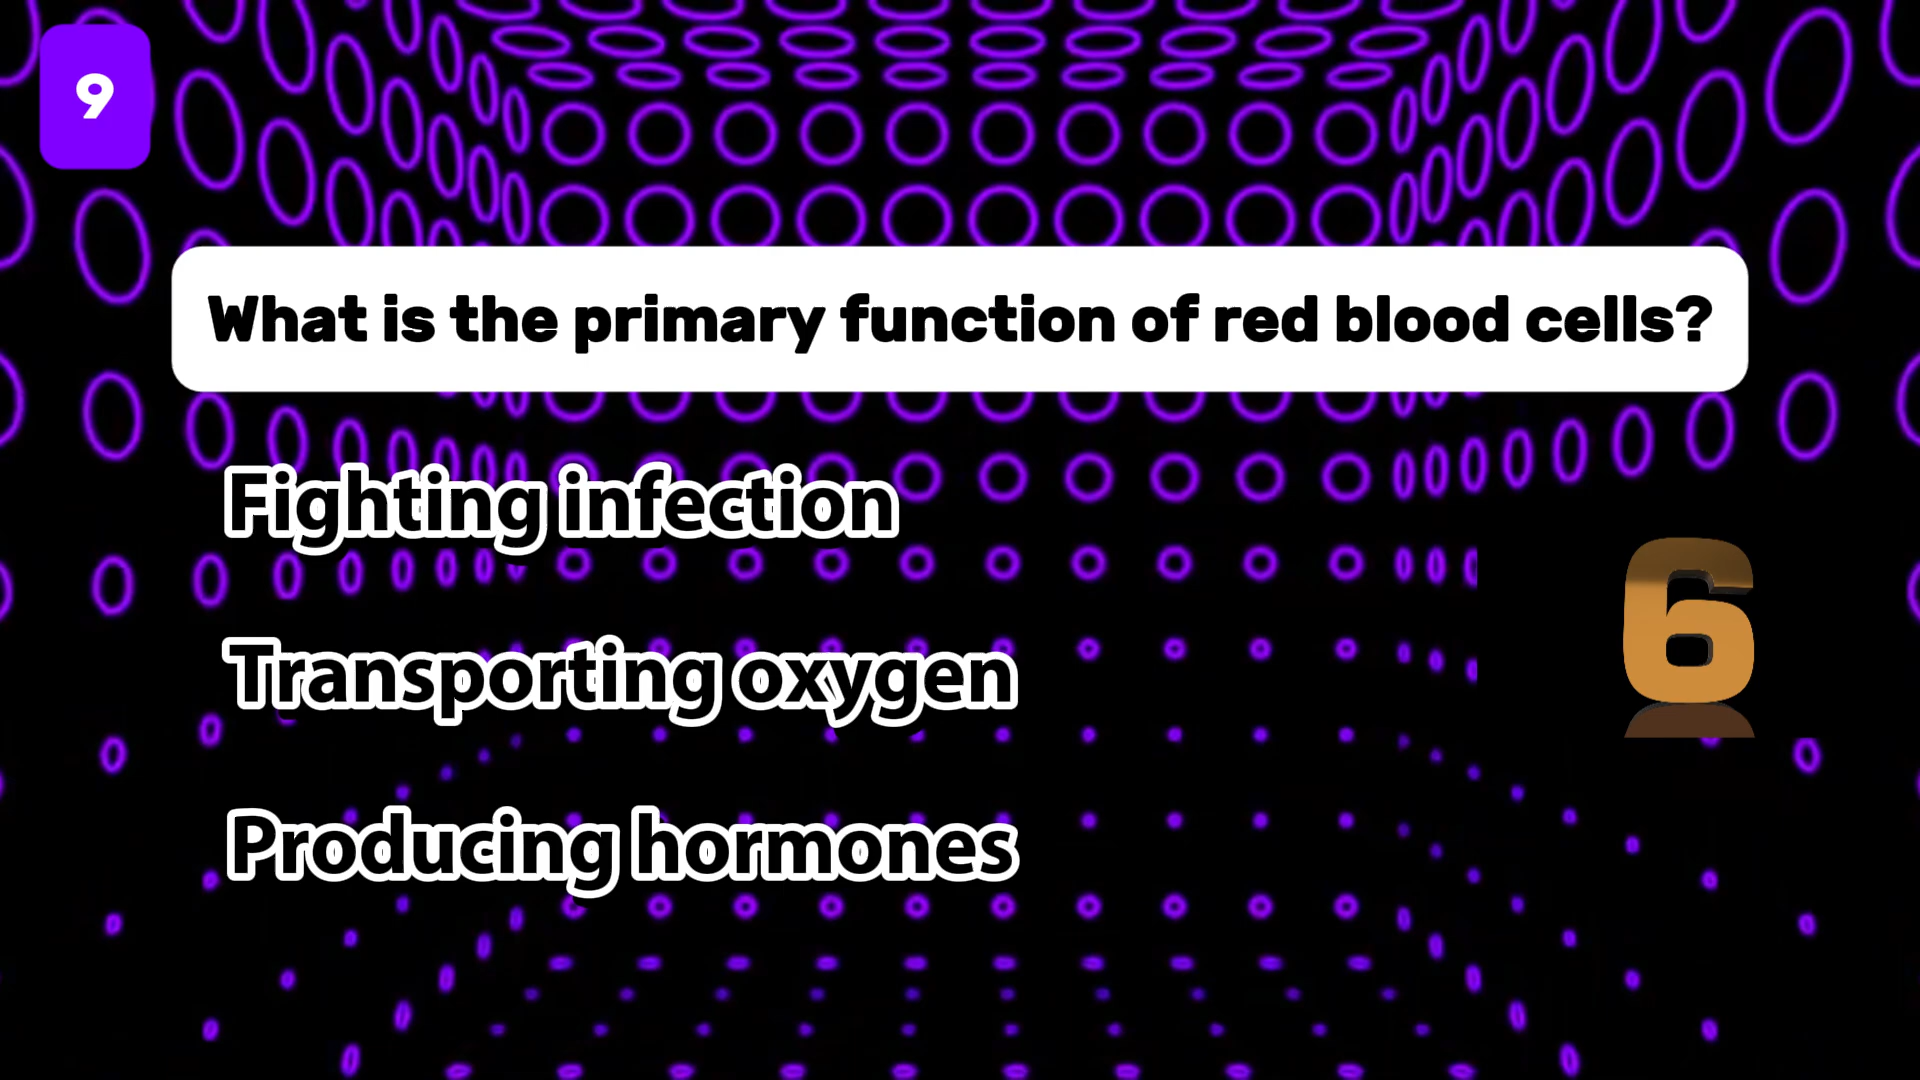 9
What is the primary function of red blood cells?
Fighting infection
Transporting oxygen
Producing hormones
6